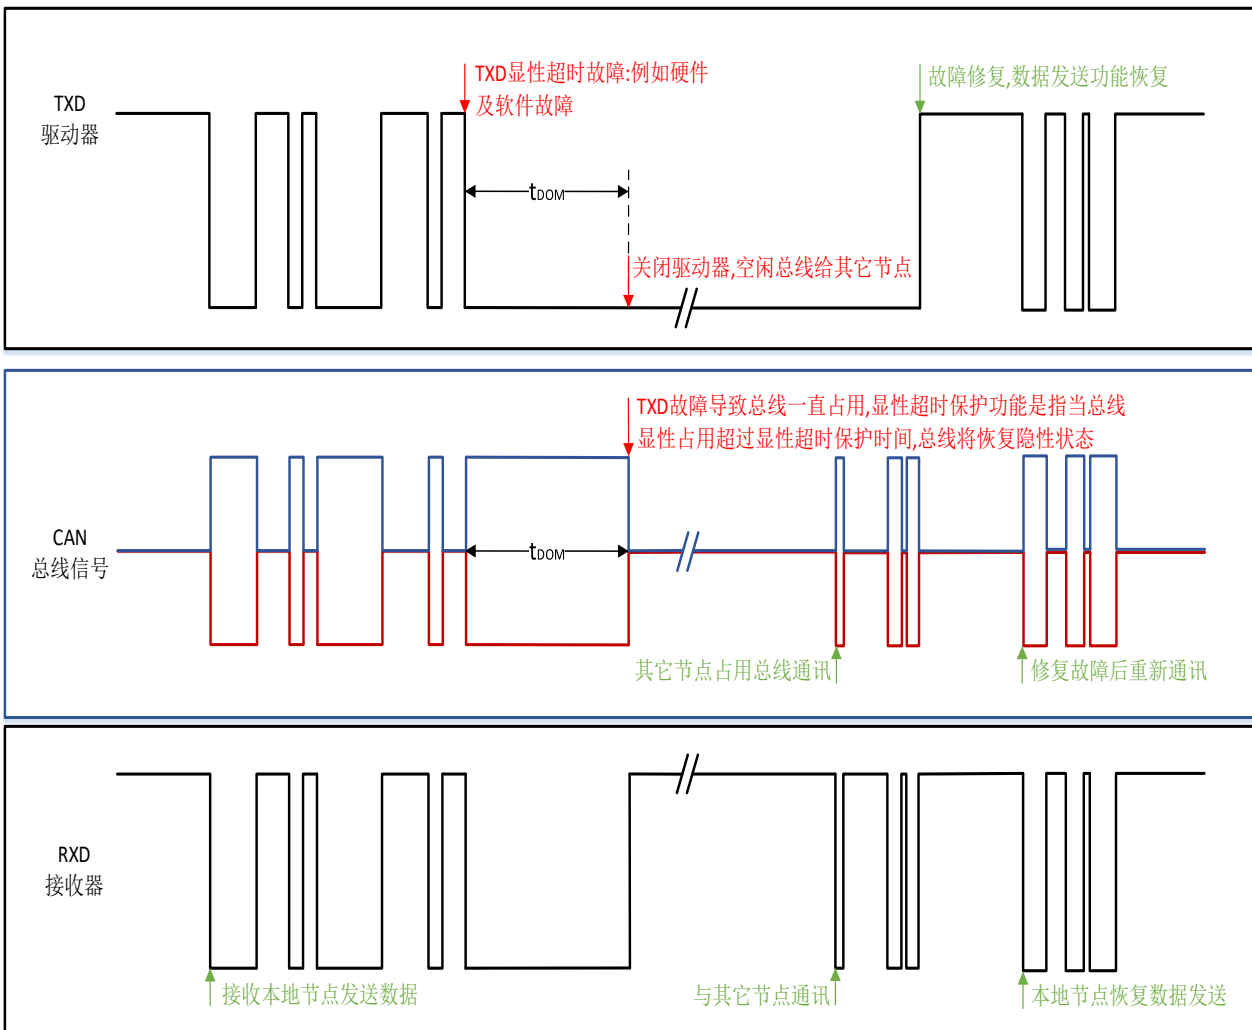 TXD显性超时故障:例如硬件
及软件故障
故障修复,数据发送功能恢复
TXD
驱动器
tDOM
关闭驱动器,空闲总线给其它节点
TXD故障导致总线一直占用,显性超时保护功能是指当总线
显性占用超过显性超时保护时间,总线将恢复隐性状态
CAN
总线信号
tDOM
其它节点占用总线通讯
修复故障后重新通讯
RXD
接收器
接收本地节点发送数据
与其它节点通讯
本地节点恢复数据发送